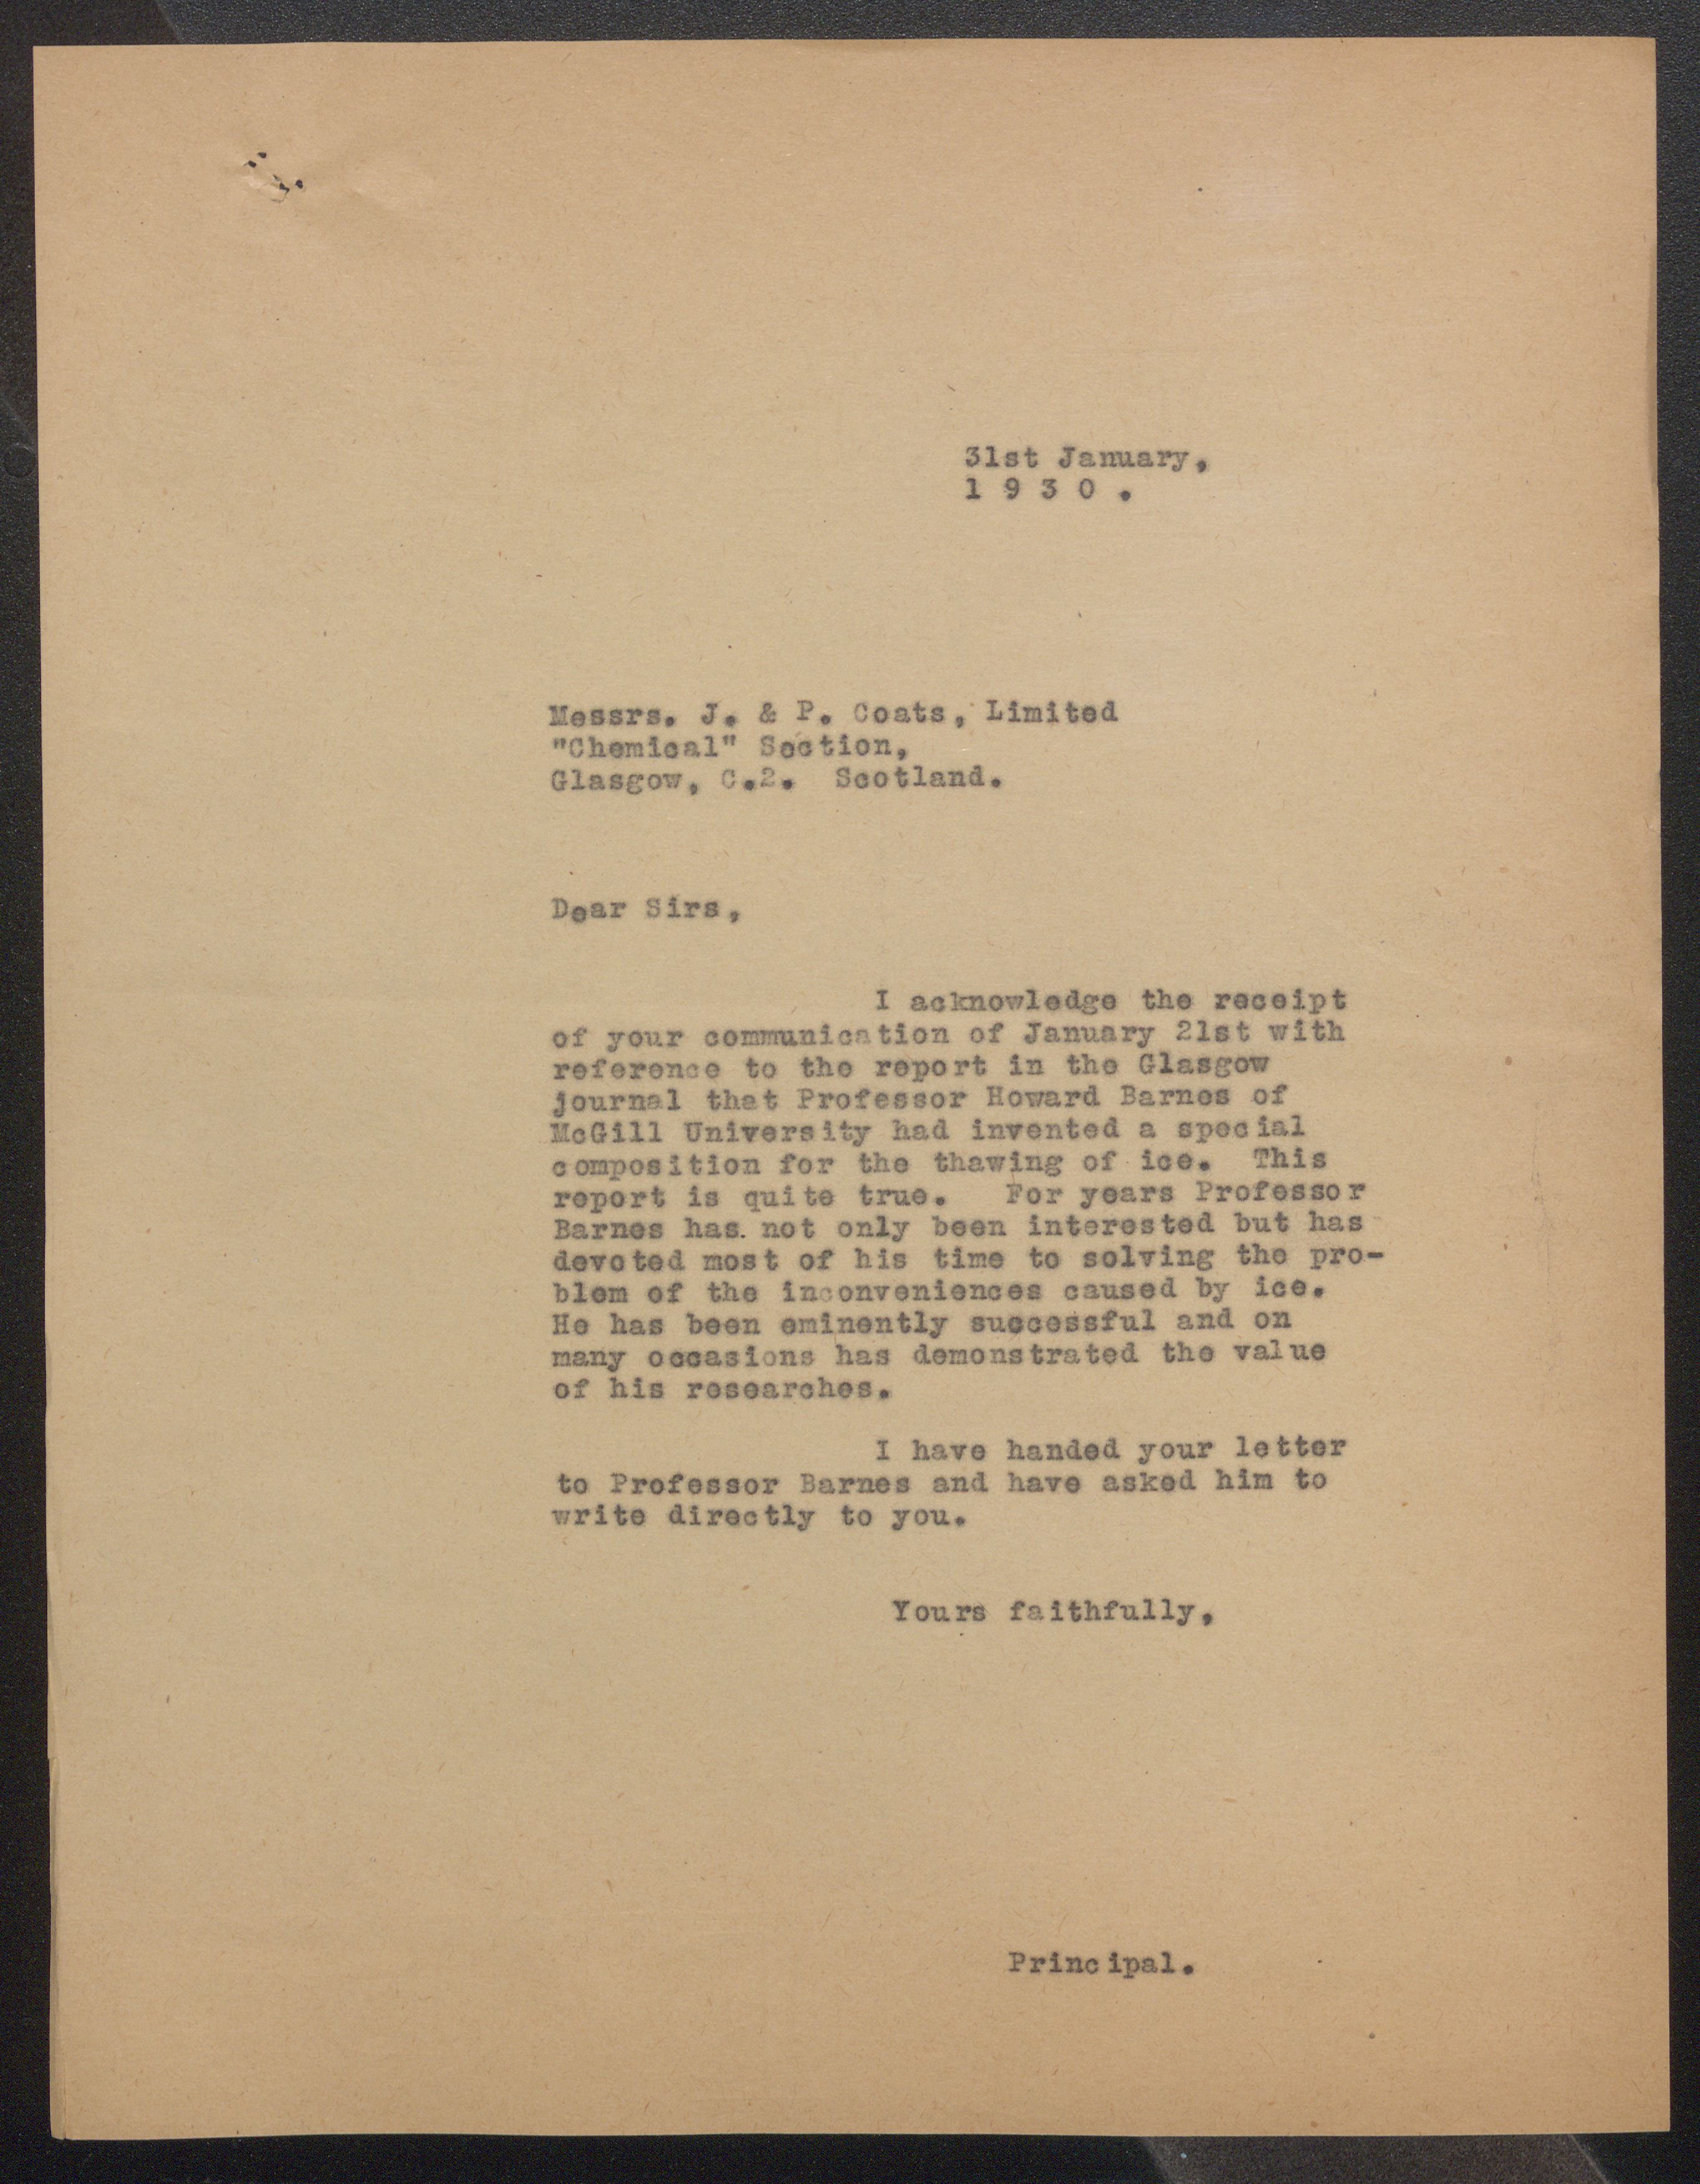 31st January,
1 9 3 0 .
Messrs. J. & P. Coats, Limited
"Chemical" Section,
Glasgow, C.2. Scotland.
Dear Sirs,
I acknowledge the receipt
of your communication of January 21st with
reference to the report in the Glasgow
journal that Professor Howard Barnes of
McGill University had invented a special
composition for the thawing of ice. This
report is quite true. For years Professor
Barnes has not only been interested but has
devoted most of his time to solving the pro-
blem of the inconveniences caused by ice.
He has been eminently successful and on
many occasions has demonstrated the value
of his researches.
I have handed your letter
to Professor Barnes and have asked him to
write directly to you.
Yours faithfully,
Principal.